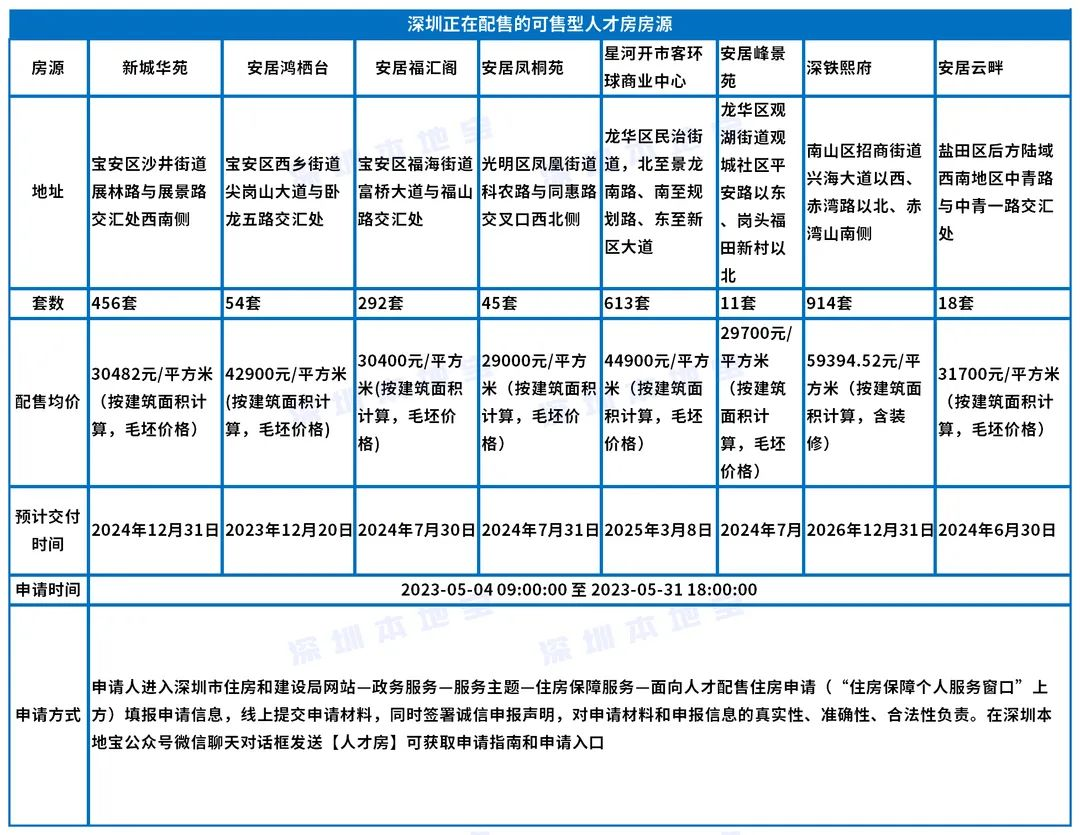 深圳正在配售的可售型人才房房源
房源
新城华苑
安居鸿栖台
安居福汇阁
安居凤桐苑
星河开市客环
球商业中心
安居峰景
苑
深铁熙府
安居云畔
地址
宝安区沙井街道
展林路与展景路
交汇处西南侧
宝安区西乡街道
尖岗山大道与卧
龙五路交汇处
宝安区福海街道
富桥大道与福山
路交汇处
光明区凤凰街道
科农路与同惠路
交叉口西北侧
龙华区民治街
道，北至景龙
南路、南至规
划路、东至新
区大道
龙华区观
湖街道观
城社区平
安路以东
、岗头福
田新村以
北
南山区招商街道
兴海大道以西、
赤湾路以北、赤
湾山南侧
盐田区后方陆域
西南地区中青路
与中青一路交汇
处
套数
456套
54套
292套
45套
613套
11套
914套
18套
配售均价
30482元/平方米
（按建筑面积计
算，毛坯价格）
42900元/平方米
(按建筑面积计
算，毛坯价格)
30400元/平方
米(按建筑面积
计算，毛坯价
格)
29000元/平方
米（按建筑面积
计算，毛坯价
格）
44900元/平方
米（按建筑面
积计算，毛坯
价格）
29700元/
平方米
（按建筑
面积计
算，毛坯
价格）
59394.52元/平
方米（按建筑面
积计算，含装
修）
31700元/平方米
（按建筑面积计
算，毛坯价格）
预计交付
时间
2024年12月31日
2023年12月20日
2024年7月30日
2024年7月31日
2025年3月8日
2024年7月
2026年12月31日
2024年6月30日
申请时间
2023-05-04 09:00:00 至 2023-05-31 18:00:00
申请方式
申请人进入深圳市住房和建设局网站—政务服务—服务主题—住房保障服务—面向人才配售住房申请（“住房保障个人服务窗口”上
方）填报申请信息，线上提交申请材料，同时签署诚信申报声明，对申请材料和申报信息的真实性、准确性、合法性负责。在深圳本
地宝公众号微信聊天对话框发送【人才房】可获取申请指南和申请入口
深圳本地宝
深圳本地宝
深圳本地宝
深圳本地宝
深圳本地宝
深圳本地宝